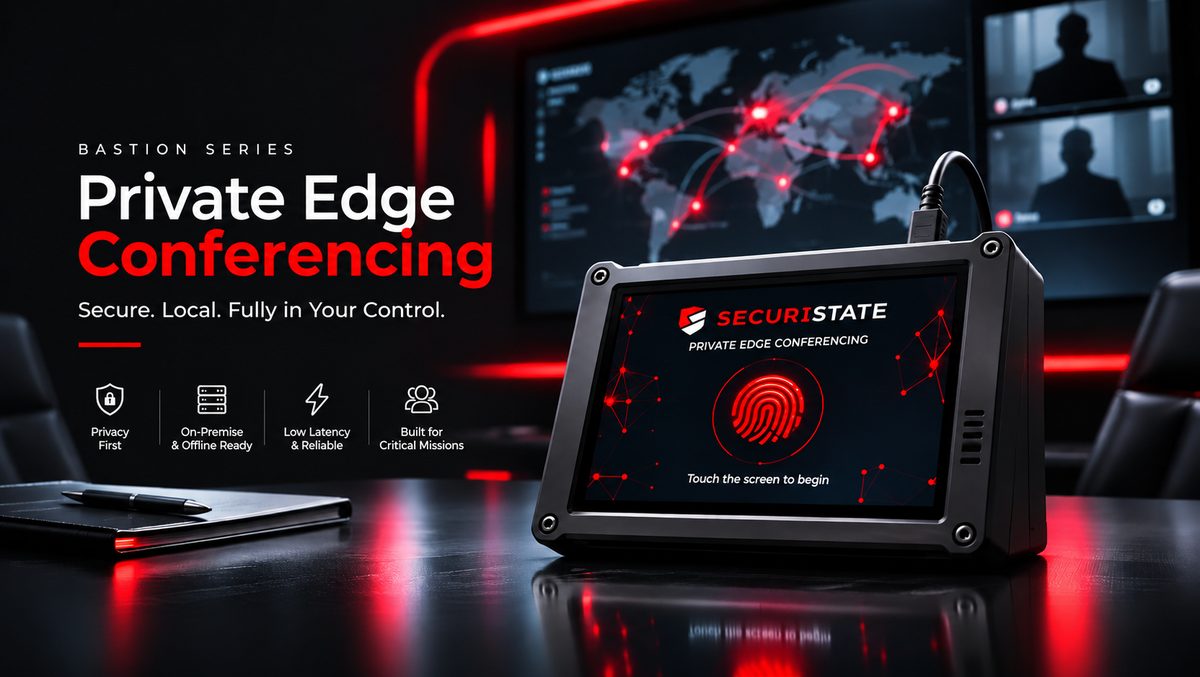 BASTION SERIES
Private Edge
Conferencing
Secure. Local. Fully in Your Control.
Privacy
First
On-Premise
& Offline Ready
Low Latency
& Reliable
Built for
Critical Missions
SECURISTATE
PRIVATE EDGE CONFERENCING
Touch the screen to begin